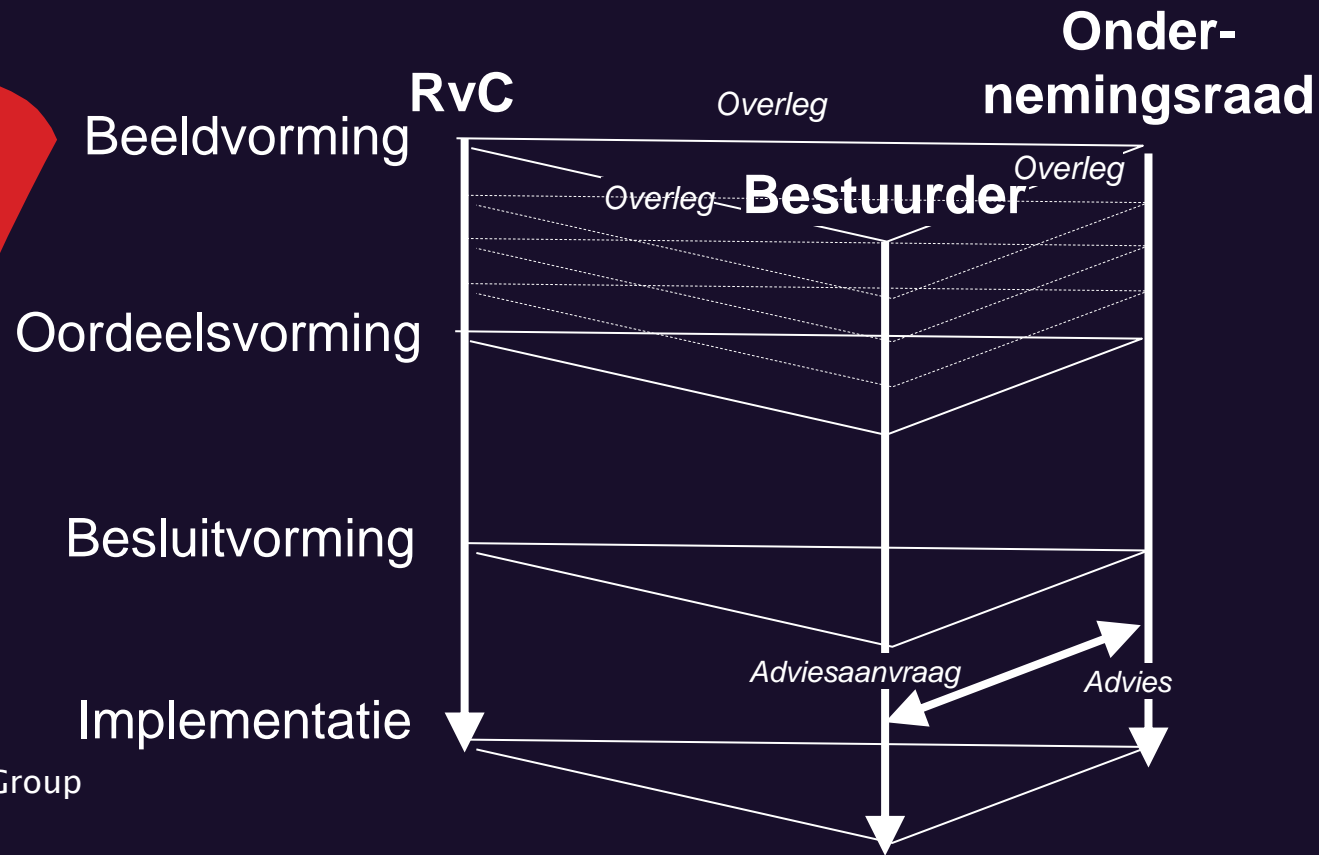 Onder-
nemingsraad
RvC
Overleg
Beeldvorming
Overleg
Overleg
Bestuurder
Oordeelsvorming
Besluitvorming
Adviesaanvraag
Advies
Implementatie
Group